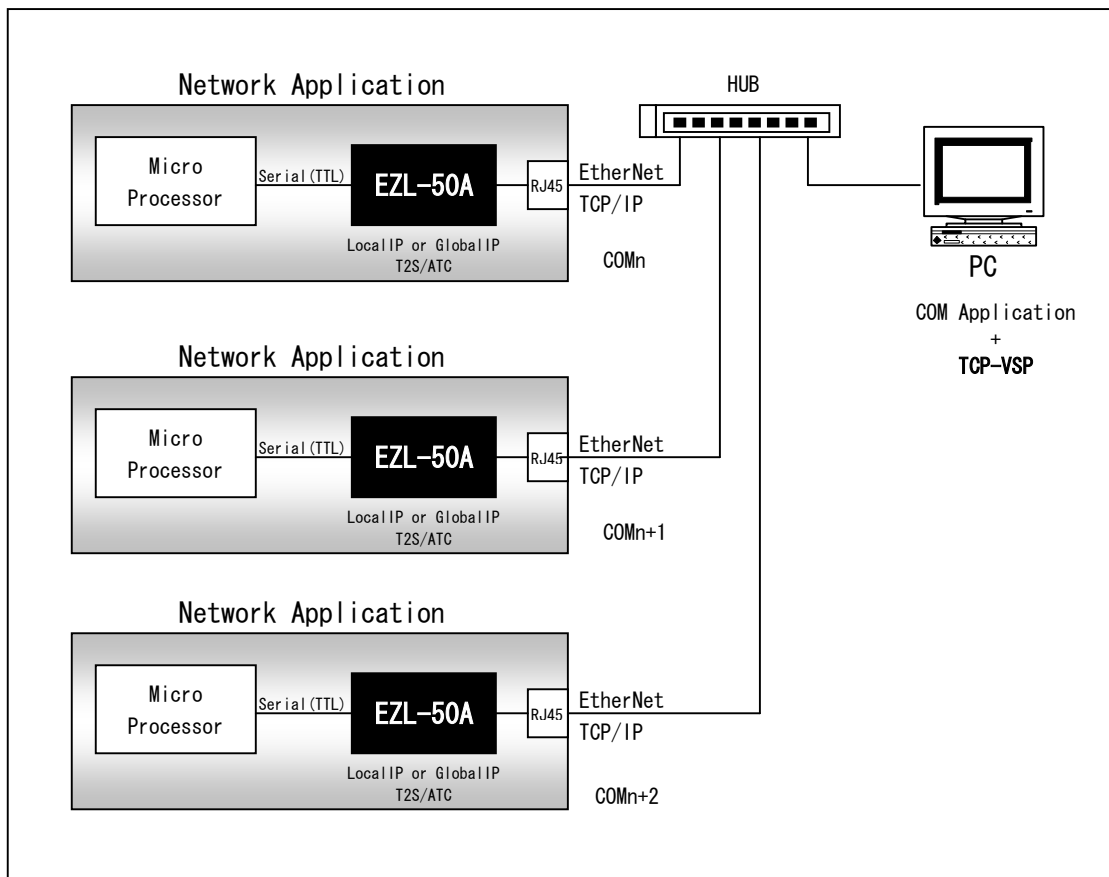 Network Application
HUB
Micro
Processor
Serial(TTL)
EZL-50A
RJ45
EtherNet
TCP/IP
LocalIP or GlobalIP
T2S/ATC
COMn
PC
COM Application
+
TCP-VSP
Network Application
Micro
Processor
Serial(TTL)
EZL-50A
RJ45
EtherNet
TCP/IP
LocalIP or GlobalIP
T2S/ATC
COMn+1
Network Application
Micro
Processor
Serial(TTL)
EZL-50A
RJ45
EtherNet
TCP/IP
LocalIP or GlobalIP
T2S/ATC
COMn+2